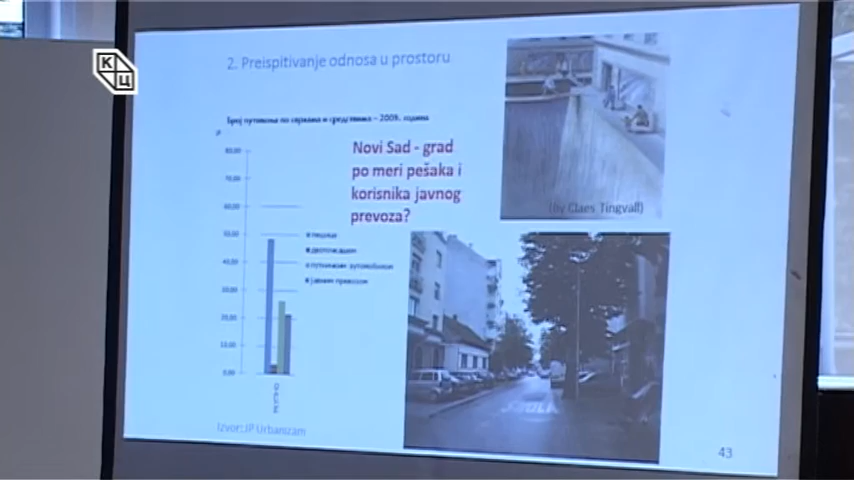 К
Ц
2. Preispitivanje odnosa u prostoru
Број путовања по сврхама и средствима – 2009. година
Novi Sad - grad
po meri pešaka i
korisnika javnog
prevoza?
(by Claes Tingvall)
80,00
70,00
60,00
50,00
40,00
30,00
20,00
10,00
0,00
путничким аутомобилом
јавним превозом
ŠKOLA
Izvor: JP Urbanizam
43